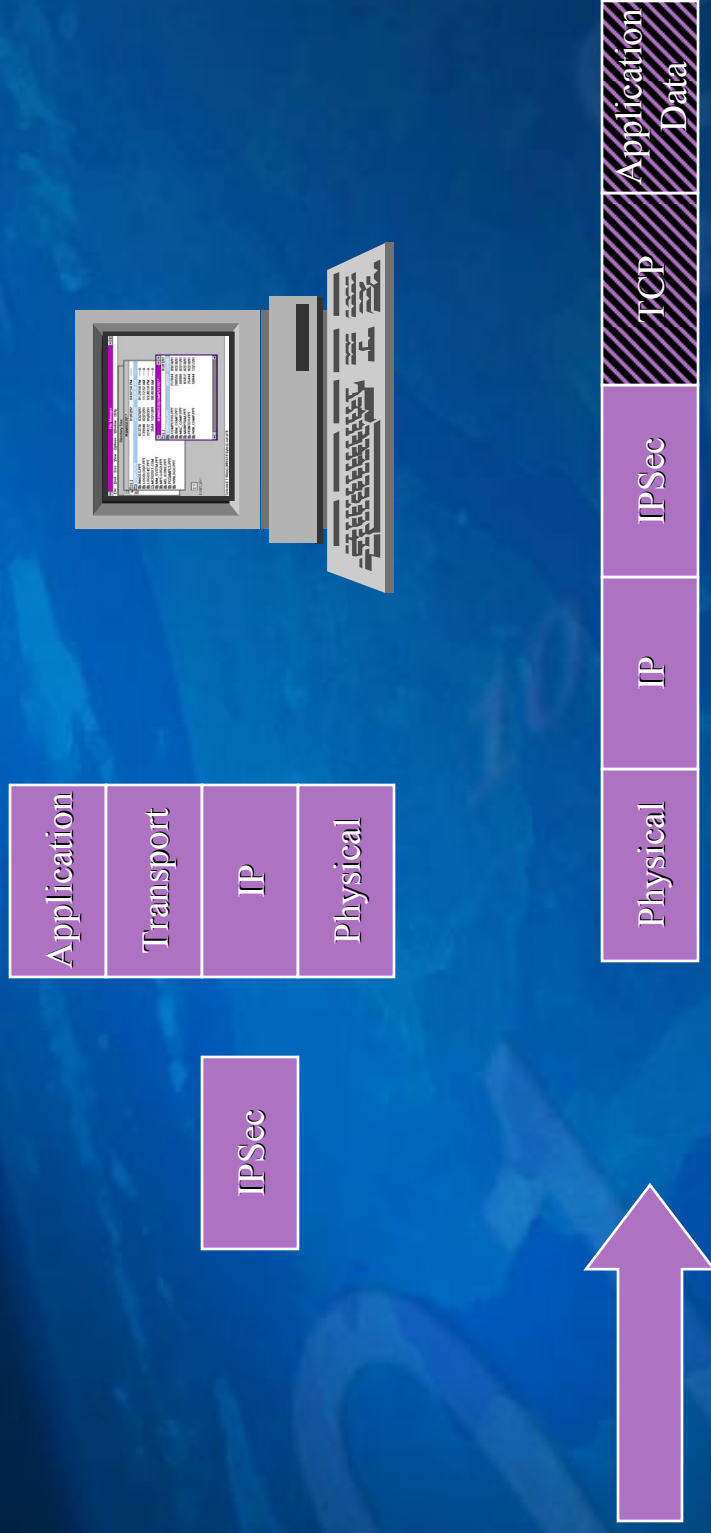 Application
Transport
IPSec
IP
Physical
Physical
IP
IPSec
TCP
Application
Data